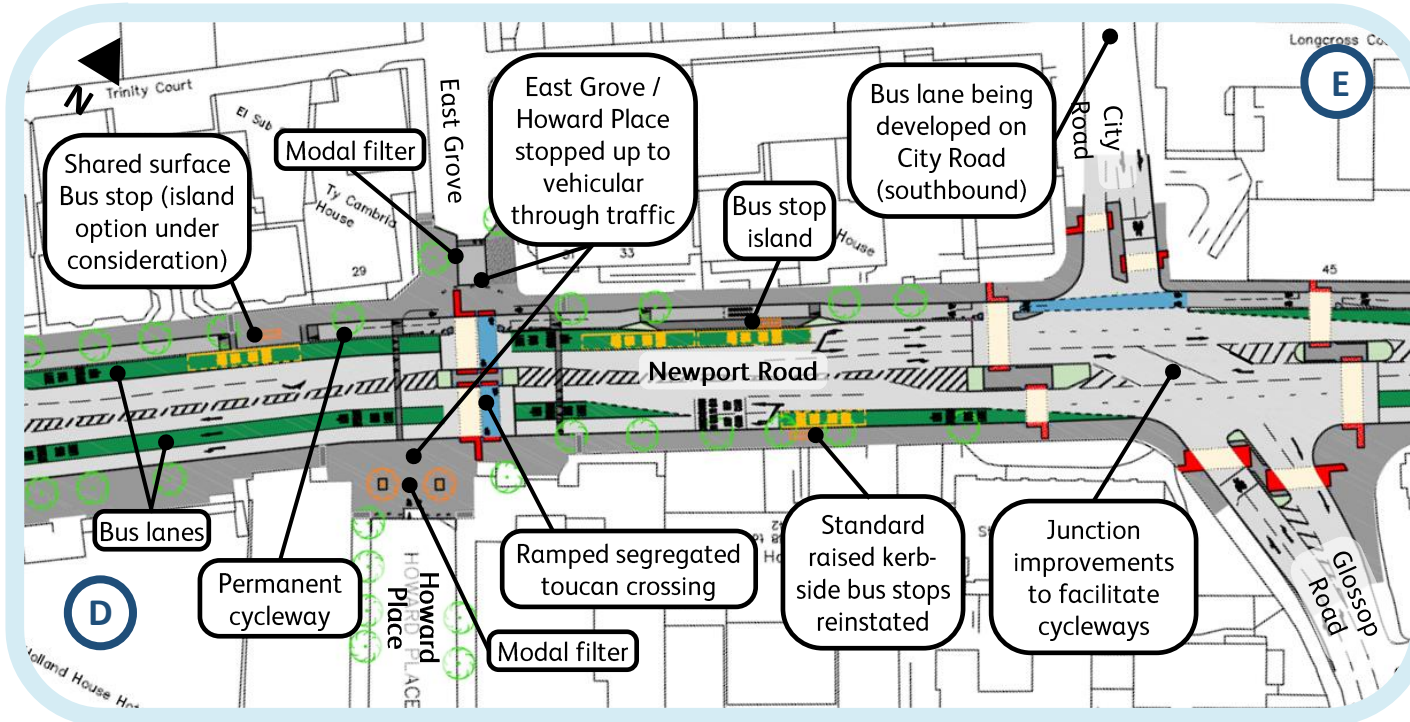 N
Trinity Court
El Sub
East Grove
Modal filter
East Grove /
Howard Place
stopped up to
vehicular
through traffic
Bus lane being
developed on
City Road
(southbound)
City
Road
Longcross
E
Shared surface
Bus stop (island
option under
consideration)
Ty Cambria
House
29
33
Bus stop
island
House
45
Newport Road
Bus lanes
D
Permanent
cycleway
Howard
Place
HOWARD PLACE
Ramped segregated
toucan crossing
Modal filter
Standard
raised kerb-
side bus stops
reinstated
Junction
improvements
to facilitate
cycleways
Glossop
Road
Holland House